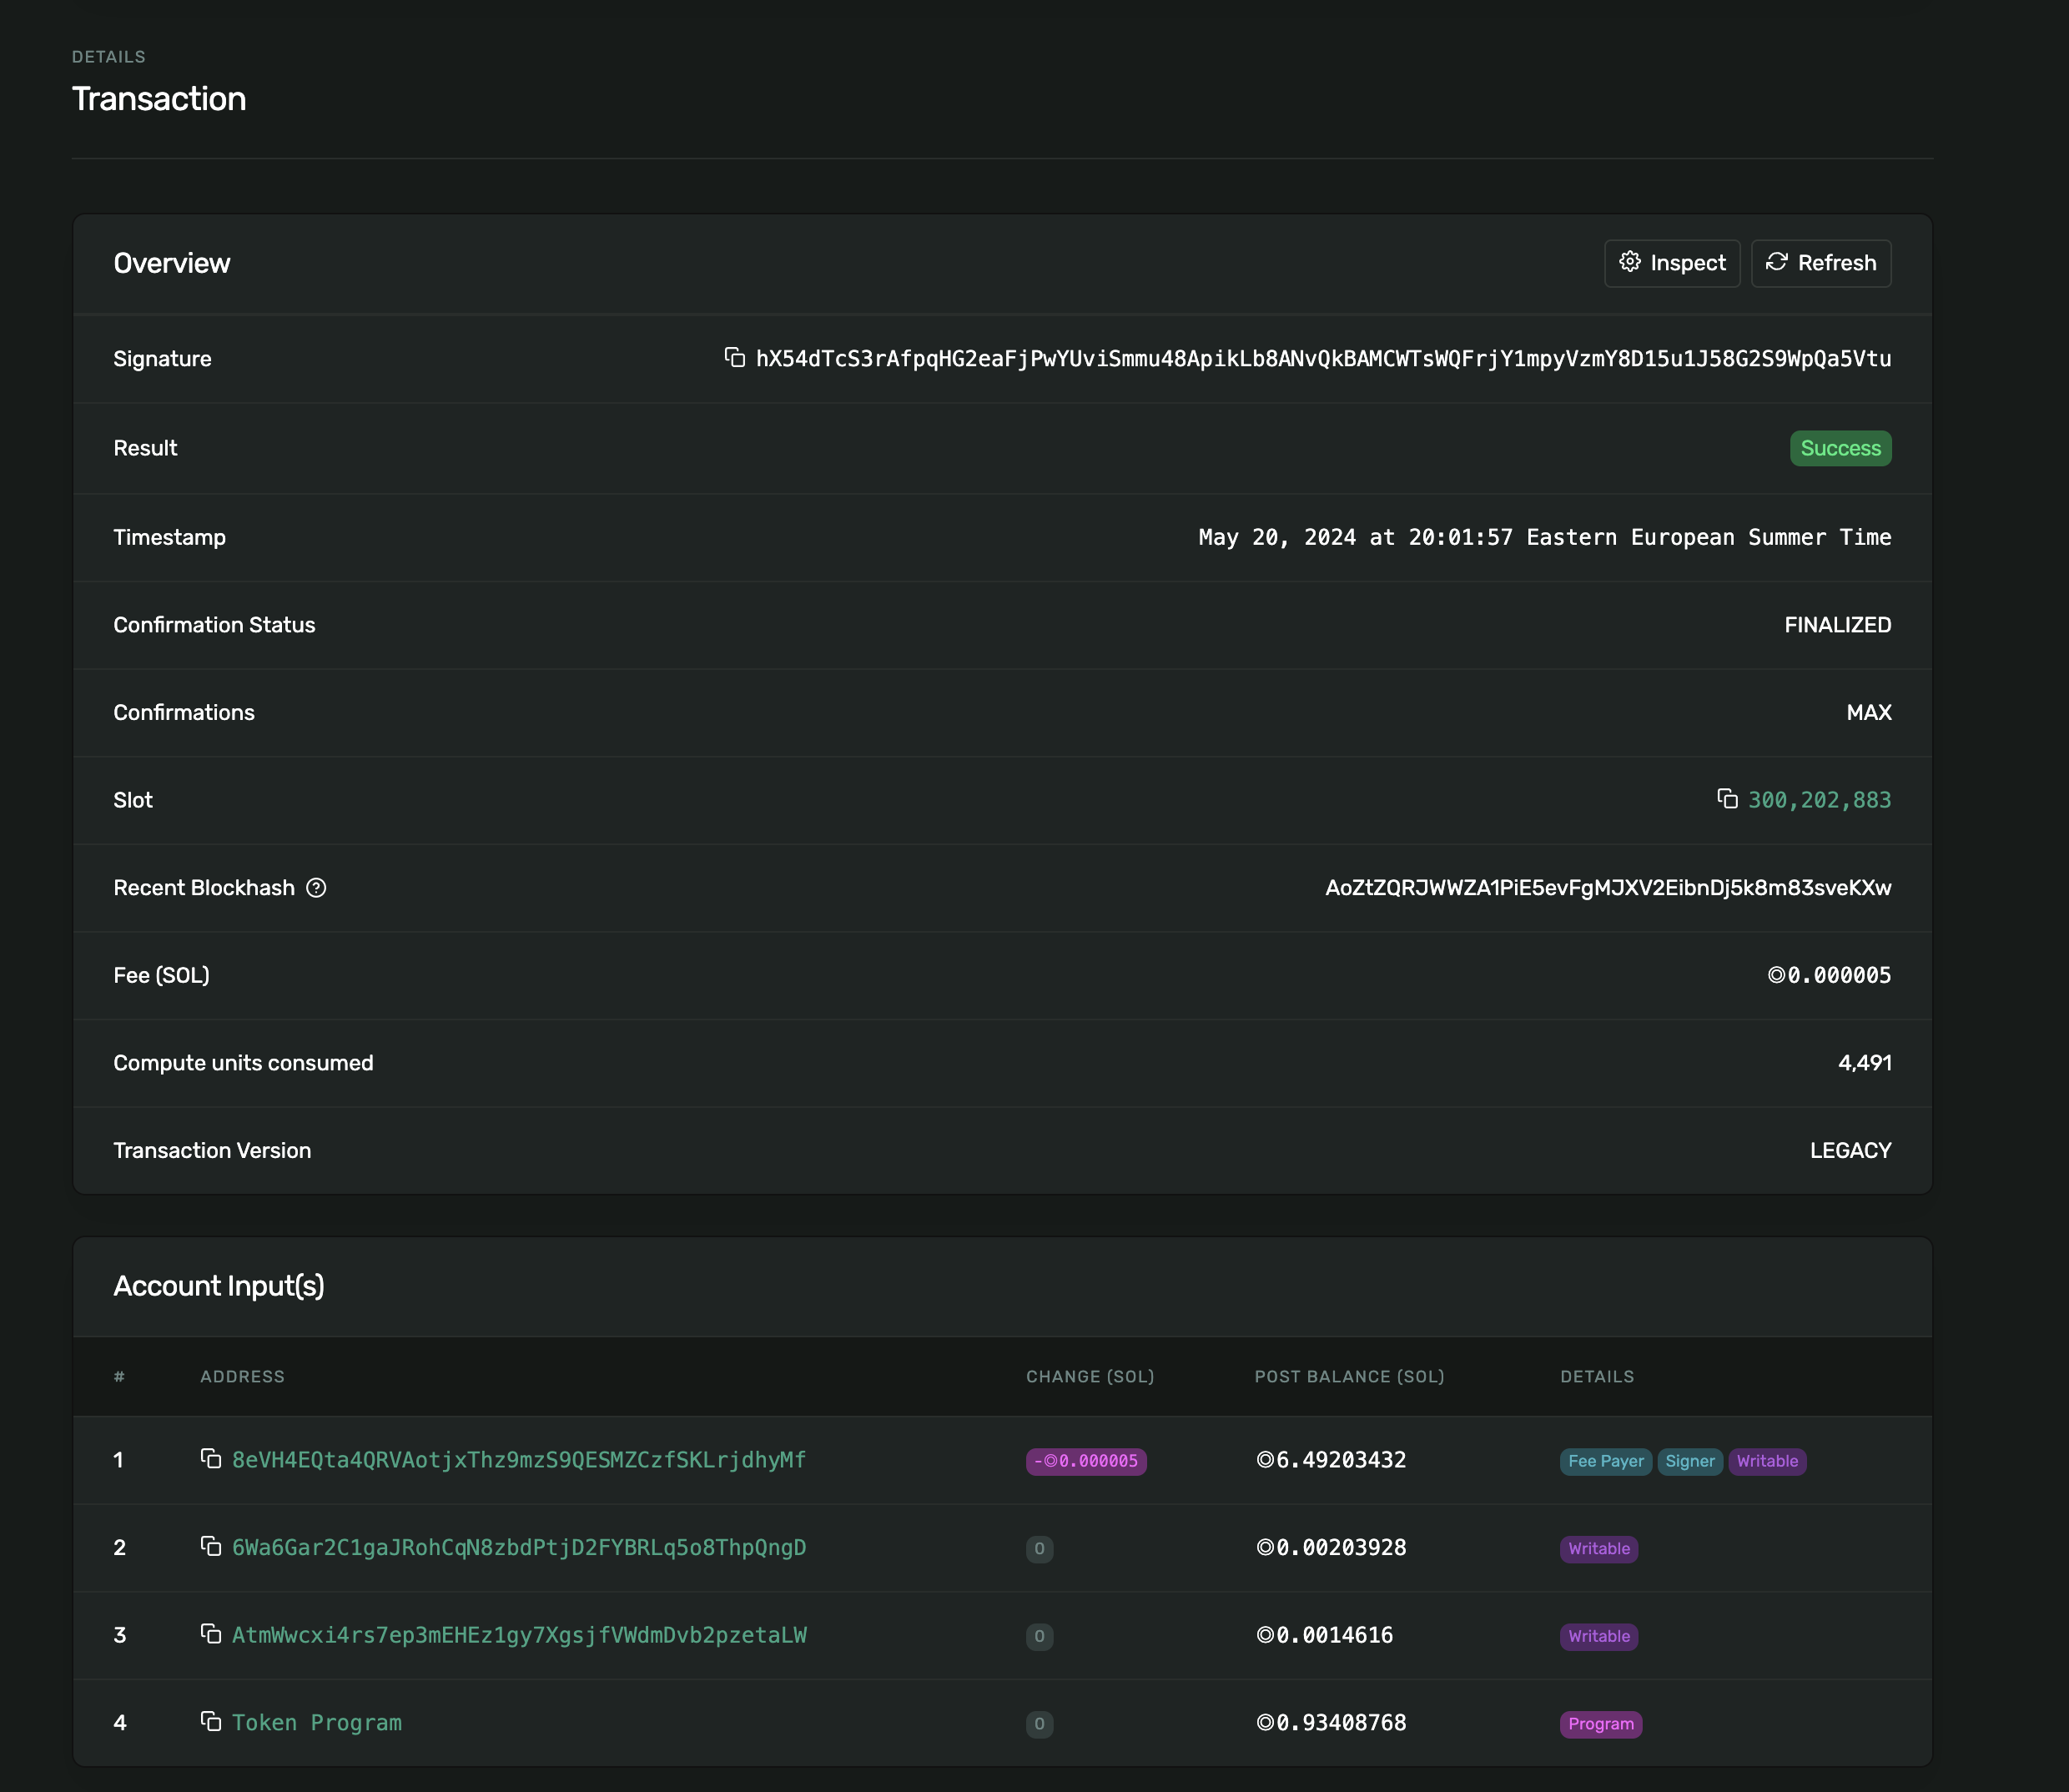 DETAILS
Transaction
Overview
Inspect
Refresh
Signature
hX54dTcS3rAfpqHG2eaFjPwYUviSmmu48ApikLb8ANvQkBAMCWTsWQFrjY1mpyVzmY8D15u1J58G2S9WpQa5Vtu
Result
Success
Timestamp
May 20, 2024 at 20:01:57 Eastern European Summer Time
Confirmation Status
FINALIZED
Confirmations
MAX
Slot
300,202,883
Recent Blockhash
AoZtZQRJWWZA1PiE5evFgMJXV2EibnDj5k8m83sveKXw
Fee (SOL)
◎0.000005
Compute units consumed
4,491
Transaction Version
LEGACY
Account Input(s)
# ADDRESS CHANGE (SOL) POST BALANCE (SOL) DETAILS
1 8eVH4EQta4QRVAotjxThz9mzS9QESMZCzfSKLrjdhyMf -◎0.000005 ◎6.49203432 Fee Payer Signer Writable
2 6Wa6Gar2C1gaJRohCqN8zbdPtjD2FYBRLq5o8ThpQngD 0 ◎0.00203928 Writable
3 AtmWwcxi4rs7ep3mEHEz1gy7XgsjfVWdmDvb2pzetaLW 0 ◎0.0014616 Writable
4 Token Program 0 ◎0.93408768 Program